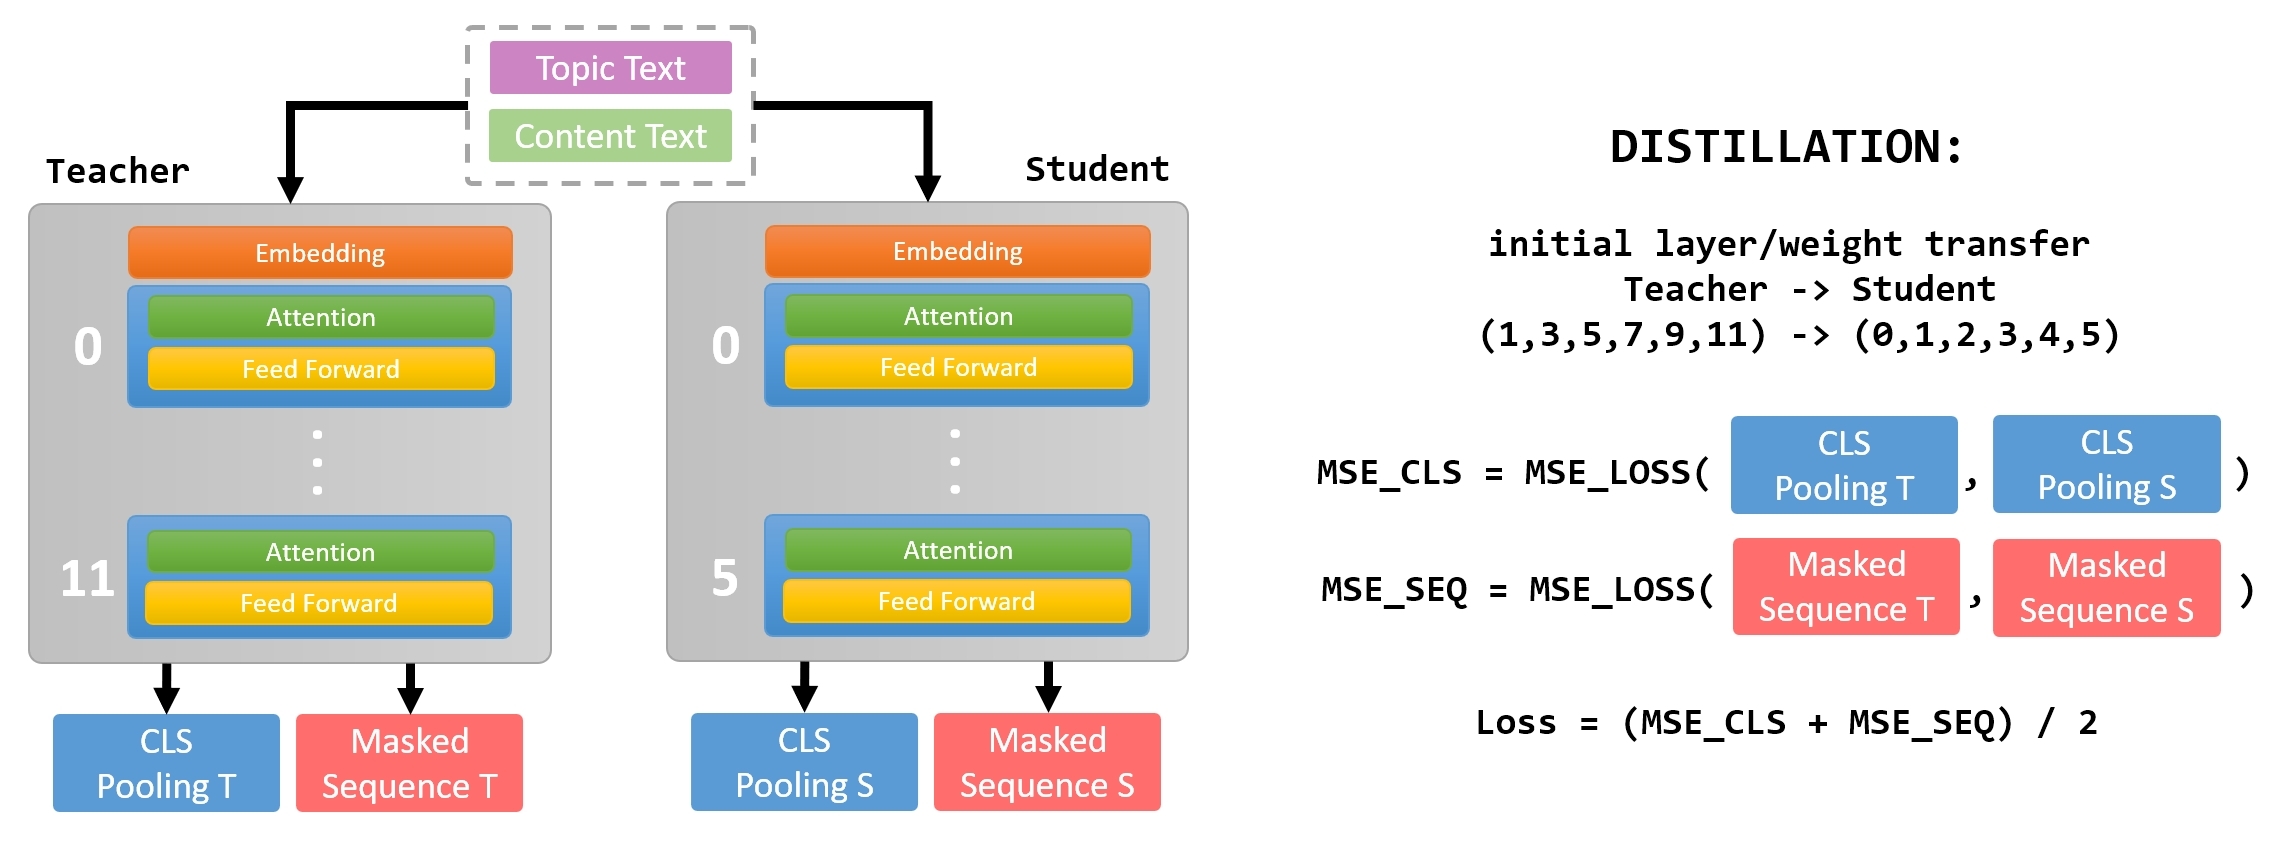 Topic Text
Content Text
Teacher
Student
Embedding
0
Attention
Feed Forward
11
Attention
Feed Forward
CLS
Pooling T
Masked
Sequence T
Embedding
0
Attention
Feed Forward
5
Attention
Feed Forward
CLS
Pooling S
Masked
Sequence S
DISTILLATION:
initial layer/weight transfer
Teacher -> Student
(1,3,5,7,9,11) -> (0,1,2,3,4,5)
MSE_CLS = MSE_LOSS( CLS Pooling T , CLS Pooling S )
MSE_SEQ = MSE_LOSS( Masked Sequence T , Masked Sequence S )
Loss = (MSE_CLS + MSE_SEQ) / 2